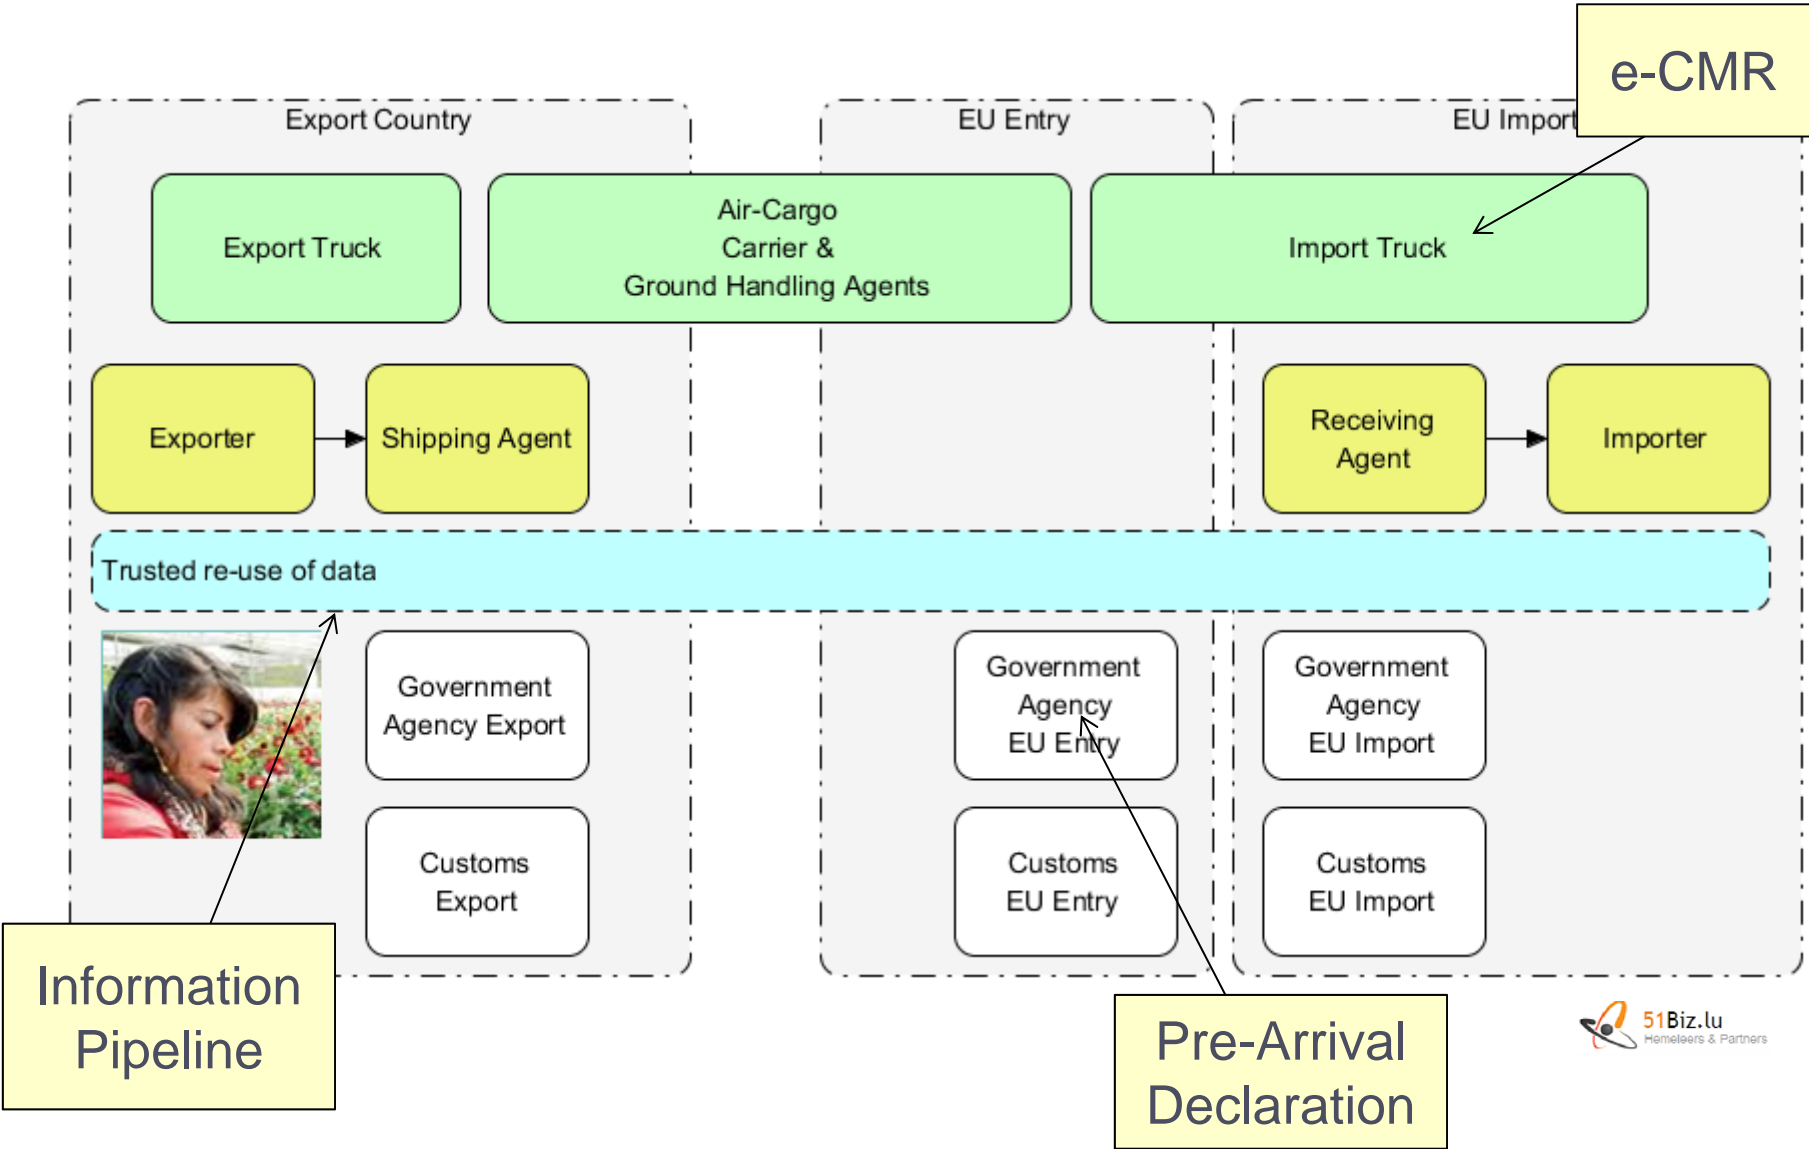 e-CMR
Export Country
EU Entry
EU Import
Export Truck
Air-Cargo
Carrier &
Ground Handling Agents
Import Truck
Exporter
Shipping Agent
Receiving
Agent
Importer
Trusted re-use of data
Government
Agency Export
Government
Agency
EU Entry
Government
Agency
EU Import
Customs
Export
Customs
EU Entry
Customs
EU Import
Information
Pipeline
Pre-Arrival
Declaration
51Biz.lu
Hemeleers & Partners